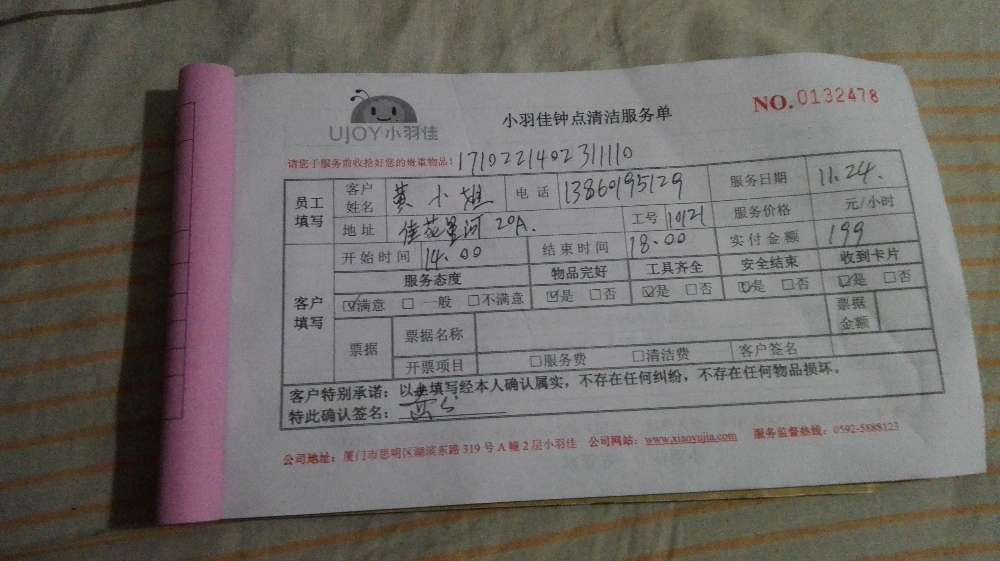 UJOY小羽佳
小羽佳钟点清洁服务单
NO.0132478
请您于服务前收拾好您的贵重物品!
1710221402311110
员工填写 客户姓名 黄小姐 电话 13860195129 服务日期 11.24.
地址 佳花星河 20A. 工号 10121 服务价格 元/小时
开始时间 14.00 结束时间 18.00 实付金额 199
客户填写 服务态度 物品完好 工具齐全 安全结束 收到卡片
☑满意 □一般 □不满意 ☑是 □否 ☑是 □否 ☑是 □否 ☑是 □否
票据 票据名称 票据金额
开票项目 □服务费 □清洁费 客户签名
客户特别承诺:以上填写经本人确认属实,不存在任何纠纷,不存在任何物品损坏。
特此确认签名:
公司地址:厦门市思明区湖滨东路319号A幢2层小羽佳 公司网站:www.xiaoyujia.com 服务监督热线:0592-5888123